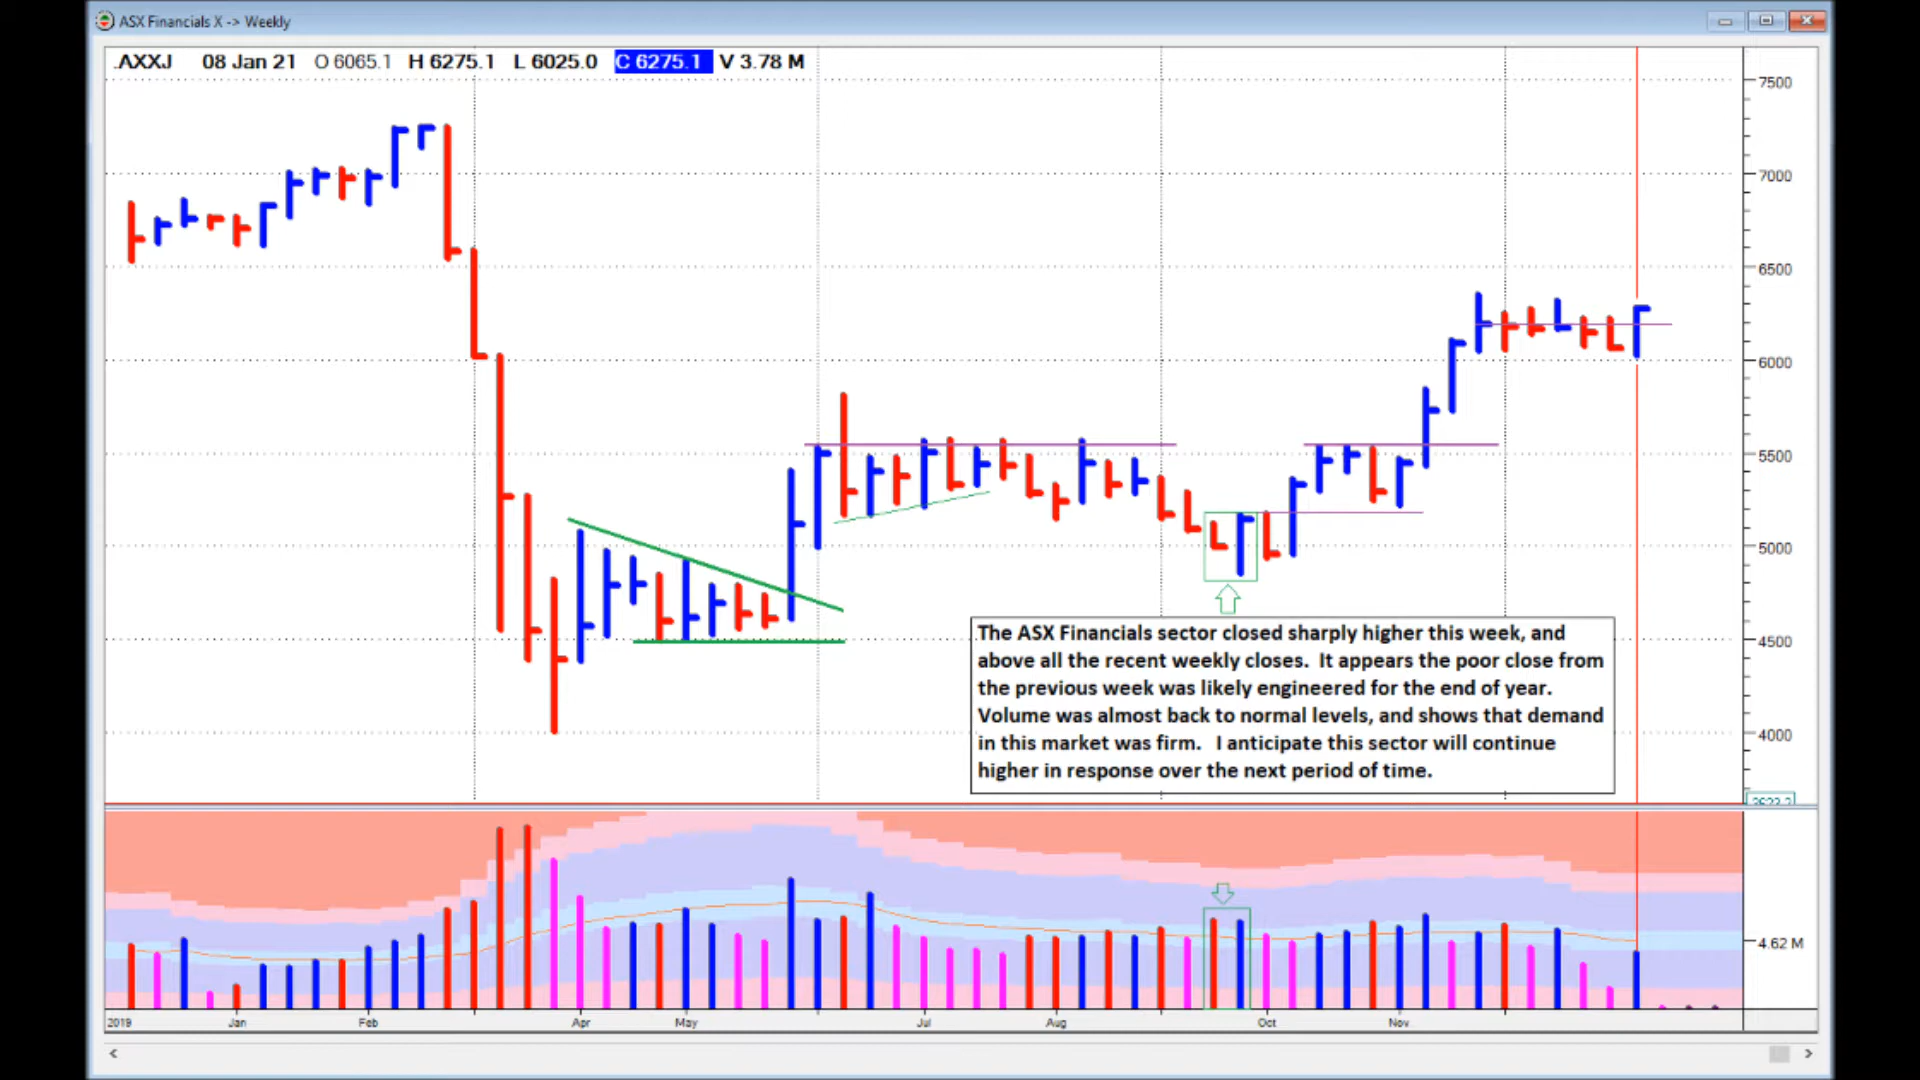 ASX Financials X -> Weekly
.AXXJ 08 Jan 21 O 6065.1 H 6275.1 L 6025.0 C 6275.1 V 3.78 M
7500
7000
6500
6000
5500
5000
4500
4000
The ASX Financials sector closed sharply higher this week, and
above all the recent weekly closes. It appears the poor close from
the previous week was likely engineered for the end of year.
Volume was almost back to normal levels, and shows that demand
in this market was firm. I anticipate this sector will continue
higher in response over the next period of time.
4.62 M
2019 Jan Feb Apr May Jul Aug Oct Nov